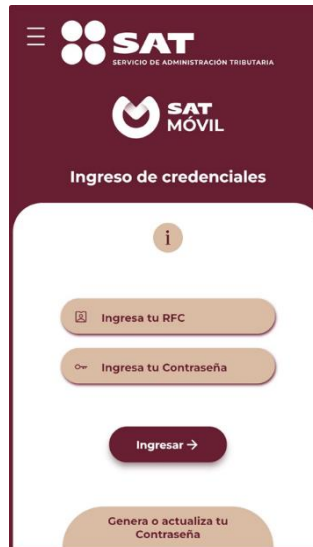 SAT
SERVICIO DE ADMINISTRACIÓN TRIBUTARIA
SAT
MÓVIL
Ingreso de credenciales
i
Ingresa tu RFC
Ingresa tu Contraseña
Ingresar →
Genera o actualiza tu
Contraseña